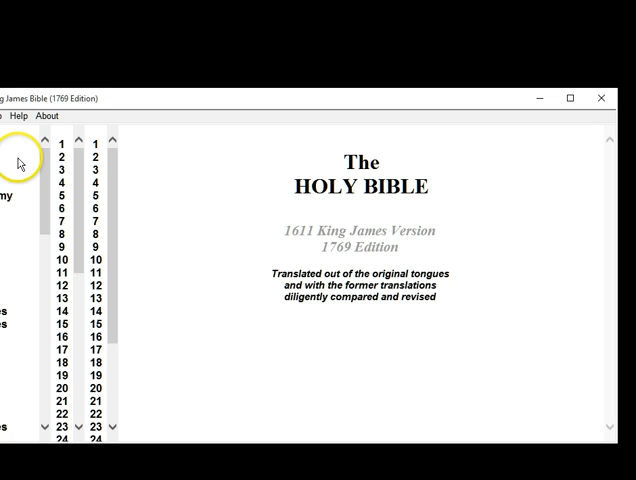 g James Bible (1769 Edition)
Help About
my
s
s
s
1 1
2 2
3 3
4 4
5 5
6 6
7 7
8 8
9 9
10 10
11 11
12 12
13 13
14 14
15 15
16 16
17 17
18 18
19 19
20 20
21 21
22 22
23 23
24 24
The
HOLY BIBLE
1611 King James Version
1769 Edition
Translated out of the original tongues
and with the former translations
diligently compared and revised